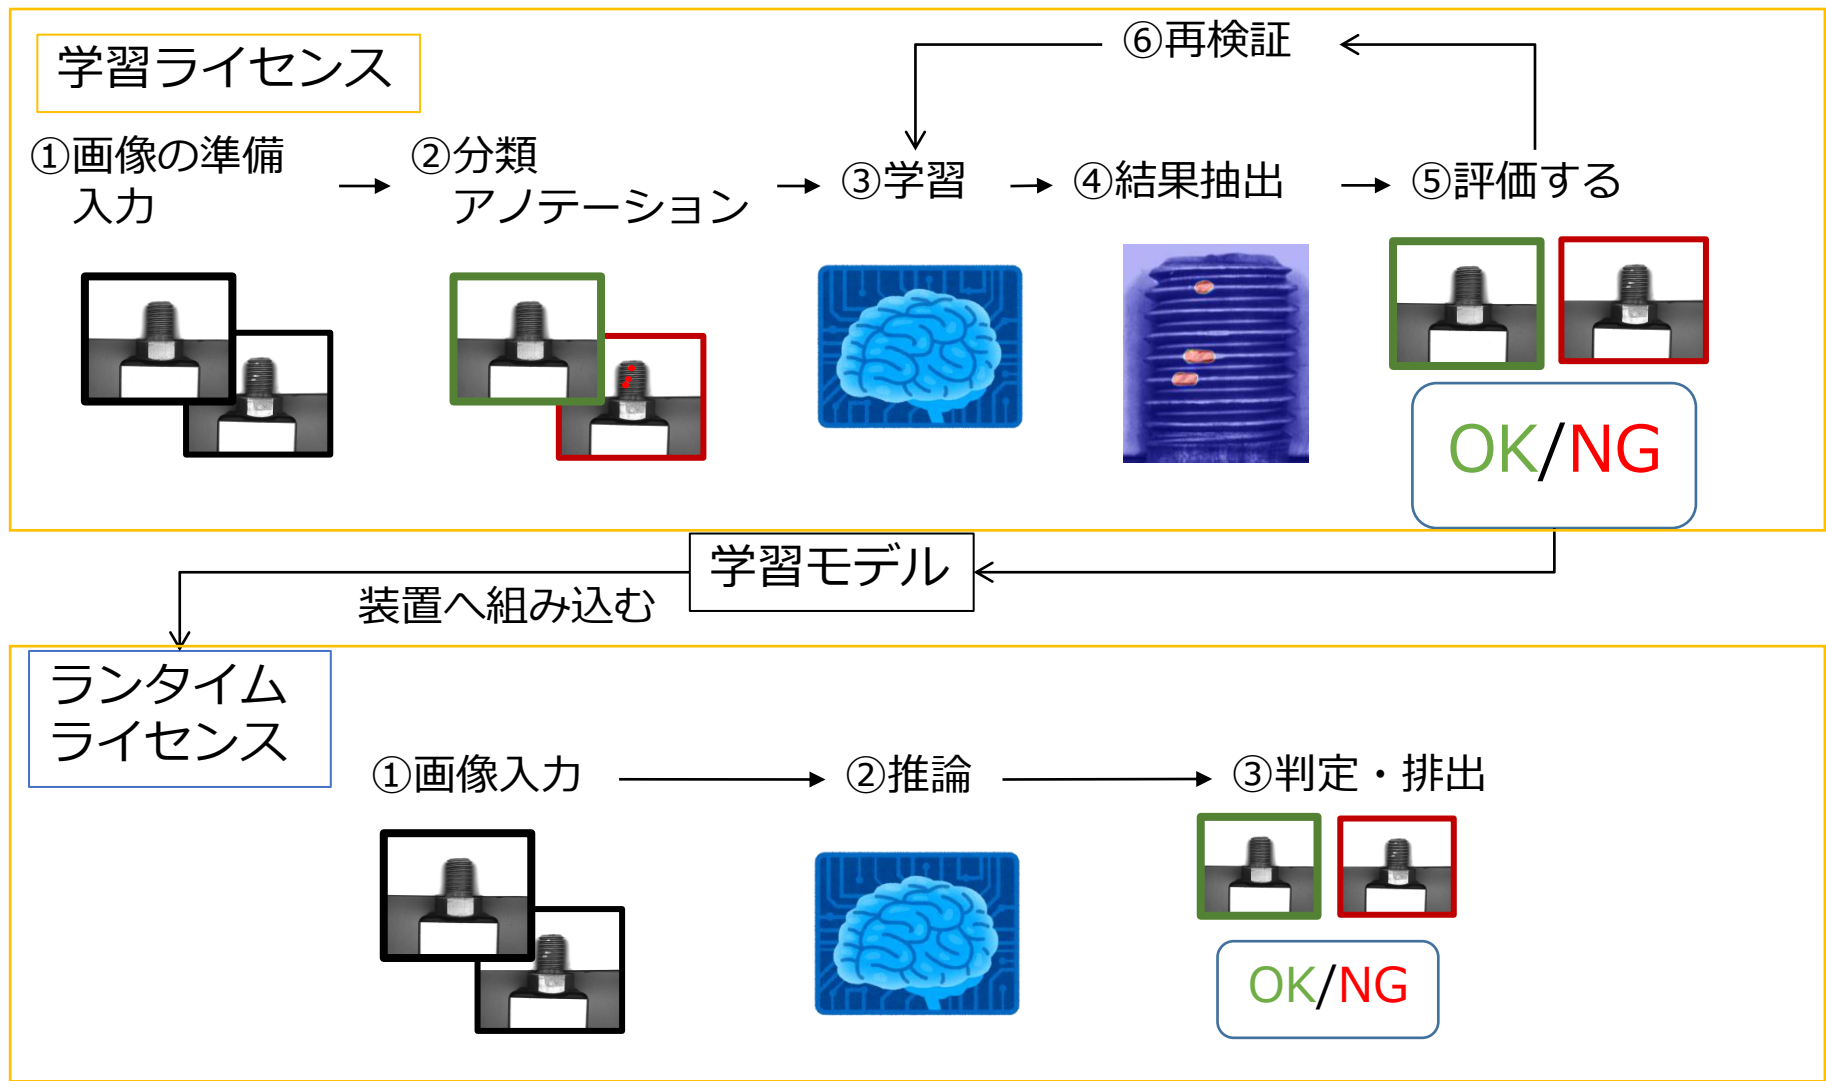 学習ライセンス
⑥再検証
①画像の準備
入力
②分類
アノテーション
③学習
④結果抽出
⑤評価する
OK/NG
学習モデル
装置へ組み込む
ランタイム
ライセンス
①画像入力
②推論
③判定・排出
OK/NG